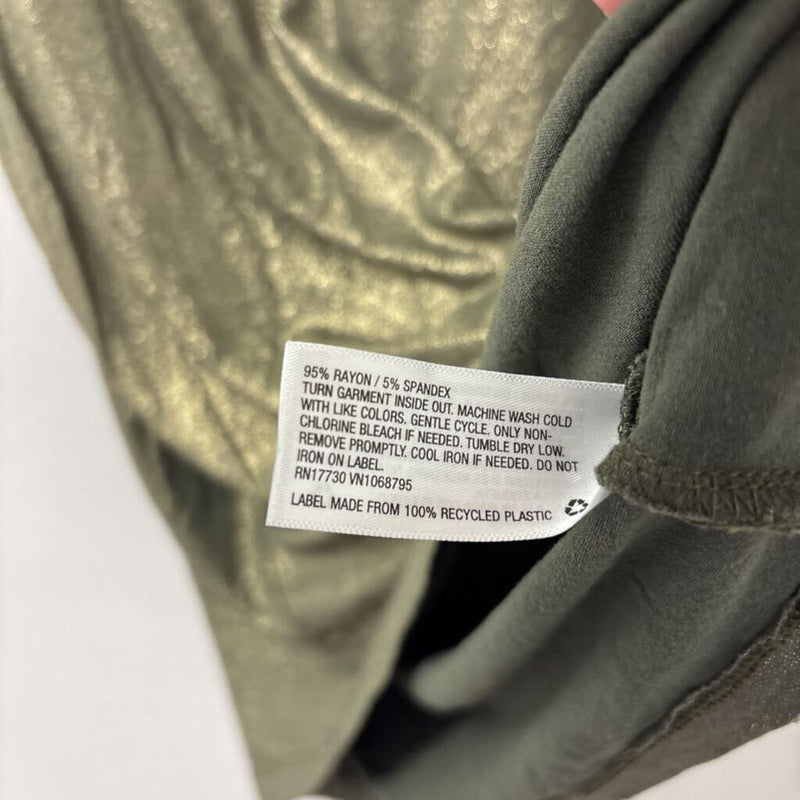 95% RAYON / 5% SPANDEX
TURN GARMENT INSIDE OUT. MACHINE WASH COLD
WITH LIKE COLORS. GENTLE CYCLE. ONLY NON-
CHLORINE BLEACH IF NEEDED. TUMBLE DRY LOW.
REMOVE PROMPTLY. COOL IRON IF NEEDED. DO NOT
IRON ON LABEL.
RN17730 VN1068795
LABEL MADE FROM 100% RECYCLED PLASTIC